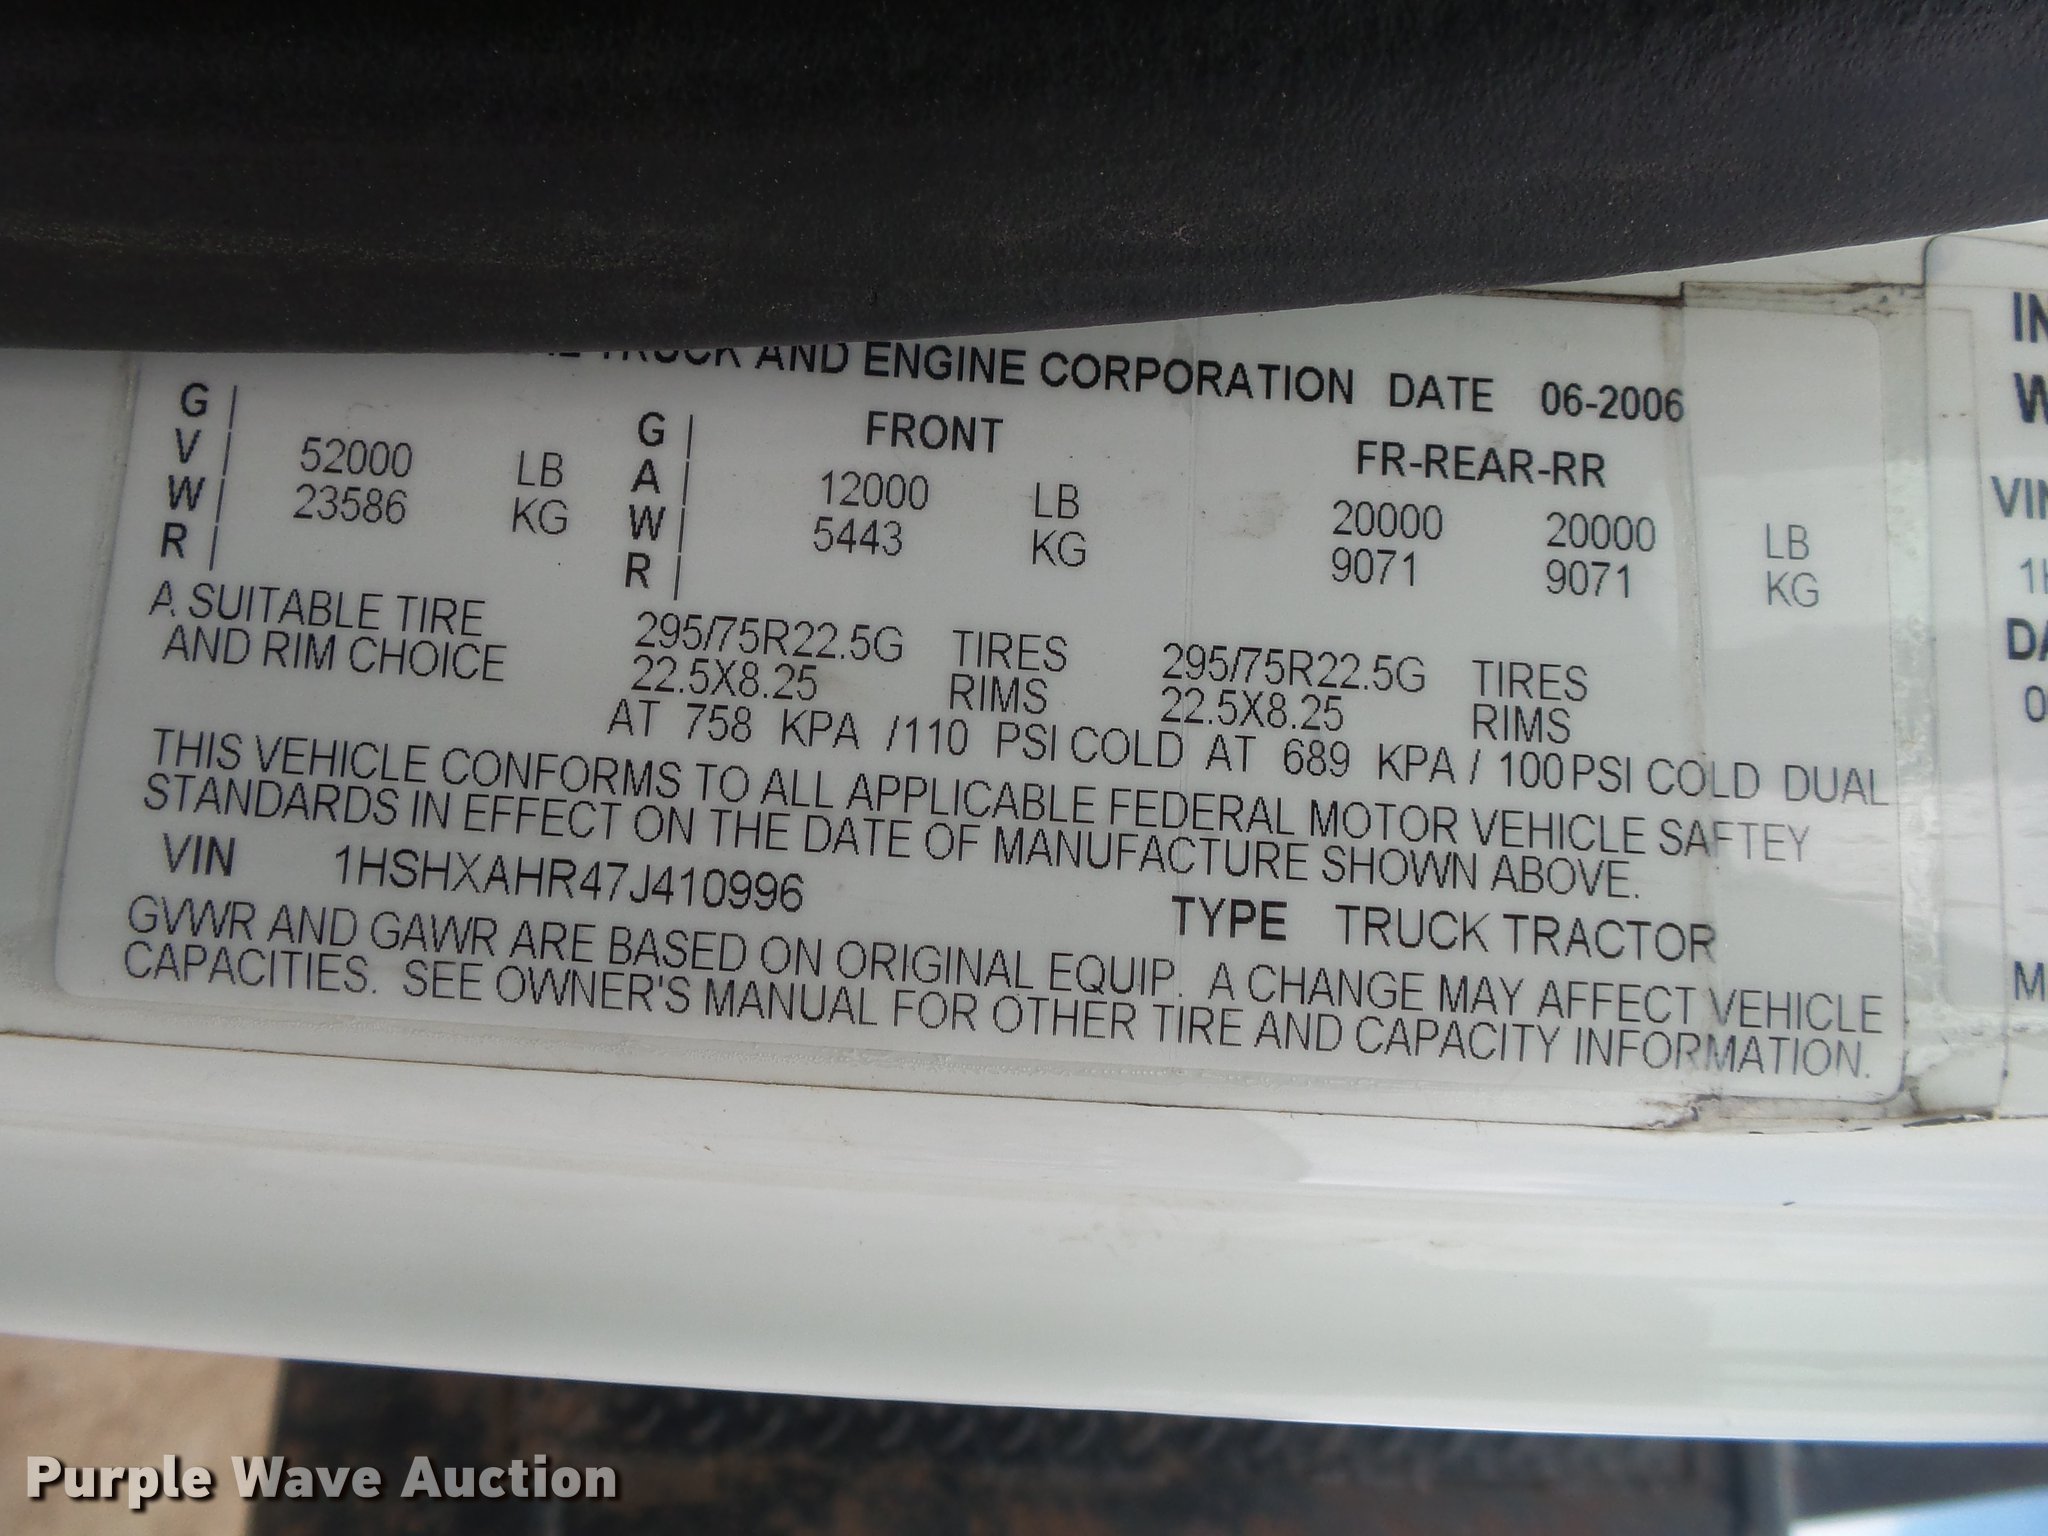 TRUCK AND ENGINE CORPORATION DATE 06-2006
GVWR 52000 LB 23586 KG
GAWR FRONT 12000 LB 5443 KG
FR-REAR-RR 20000 20000 LB
9071 9071 KG
A SUITABLE TIRE AND RIM CHOICE
295/75R22.5G TIRES 295/75R22.5G TIRES
22.5X8.25 RIMS 22.5X8.25 RIMS
AT 758 KPA /110 PSI COLD AT 689 KPA / 100 PSI COLD DUAL
THIS VEHICLE CONFORMS TO ALL APPLICABLE FEDERAL MOTOR VEHICLE SAFTEY
STANDARDS IN EFFECT ON THE DATE OF MANUFACTURE SHOWN ABOVE.
VIN 1HSHXAHR47J410996 TYPE TRUCK TRACTOR
GVWR AND GAWR ARE BASED ON ORIGINAL EQUIP. A CHANGE MAY AFFECT VEHICLE
CAPACITIES. SEE OWNER'S MANUAL FOR OTHER TIRE AND CAPACITY INFORMATION.
VIN
Purple Wave Auction